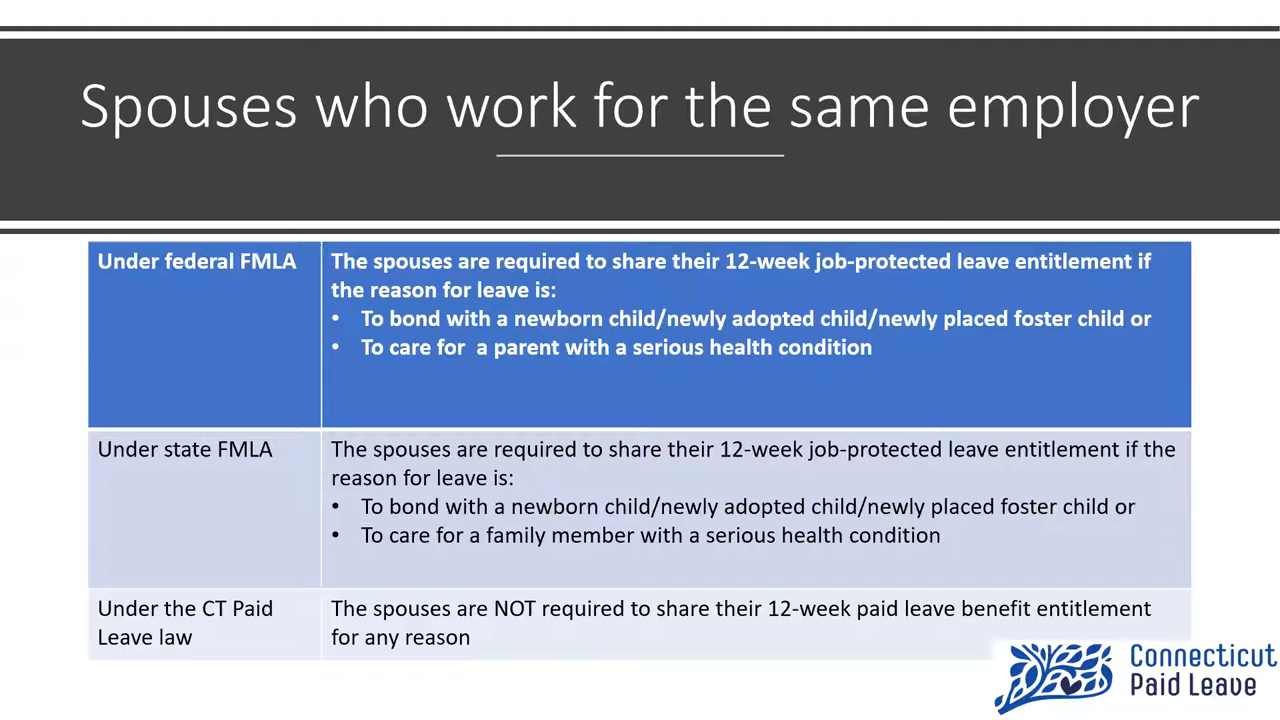 Spouses who work for the same employer
Under federal FMLA
The spouses are required to share their 12-week job-protected leave entitlement if
the reason for leave is:
• To bond with a newborn child/newly adopted child/newly placed foster child or
• To care for a parent with a serious health condition
Under state FMLA
The spouses are required to share their 12-week job-protected leave entitlement if the
reason for leave is:
• To bond with a newborn child/newly adopted child/newly placed foster child or
• To care for a family member with a serious health condition
Under the CT Paid
Leave law
The spouses are NOT required to share their 12-week paid leave benefit entitlement
for any reason
Connecticut
Paid Leave